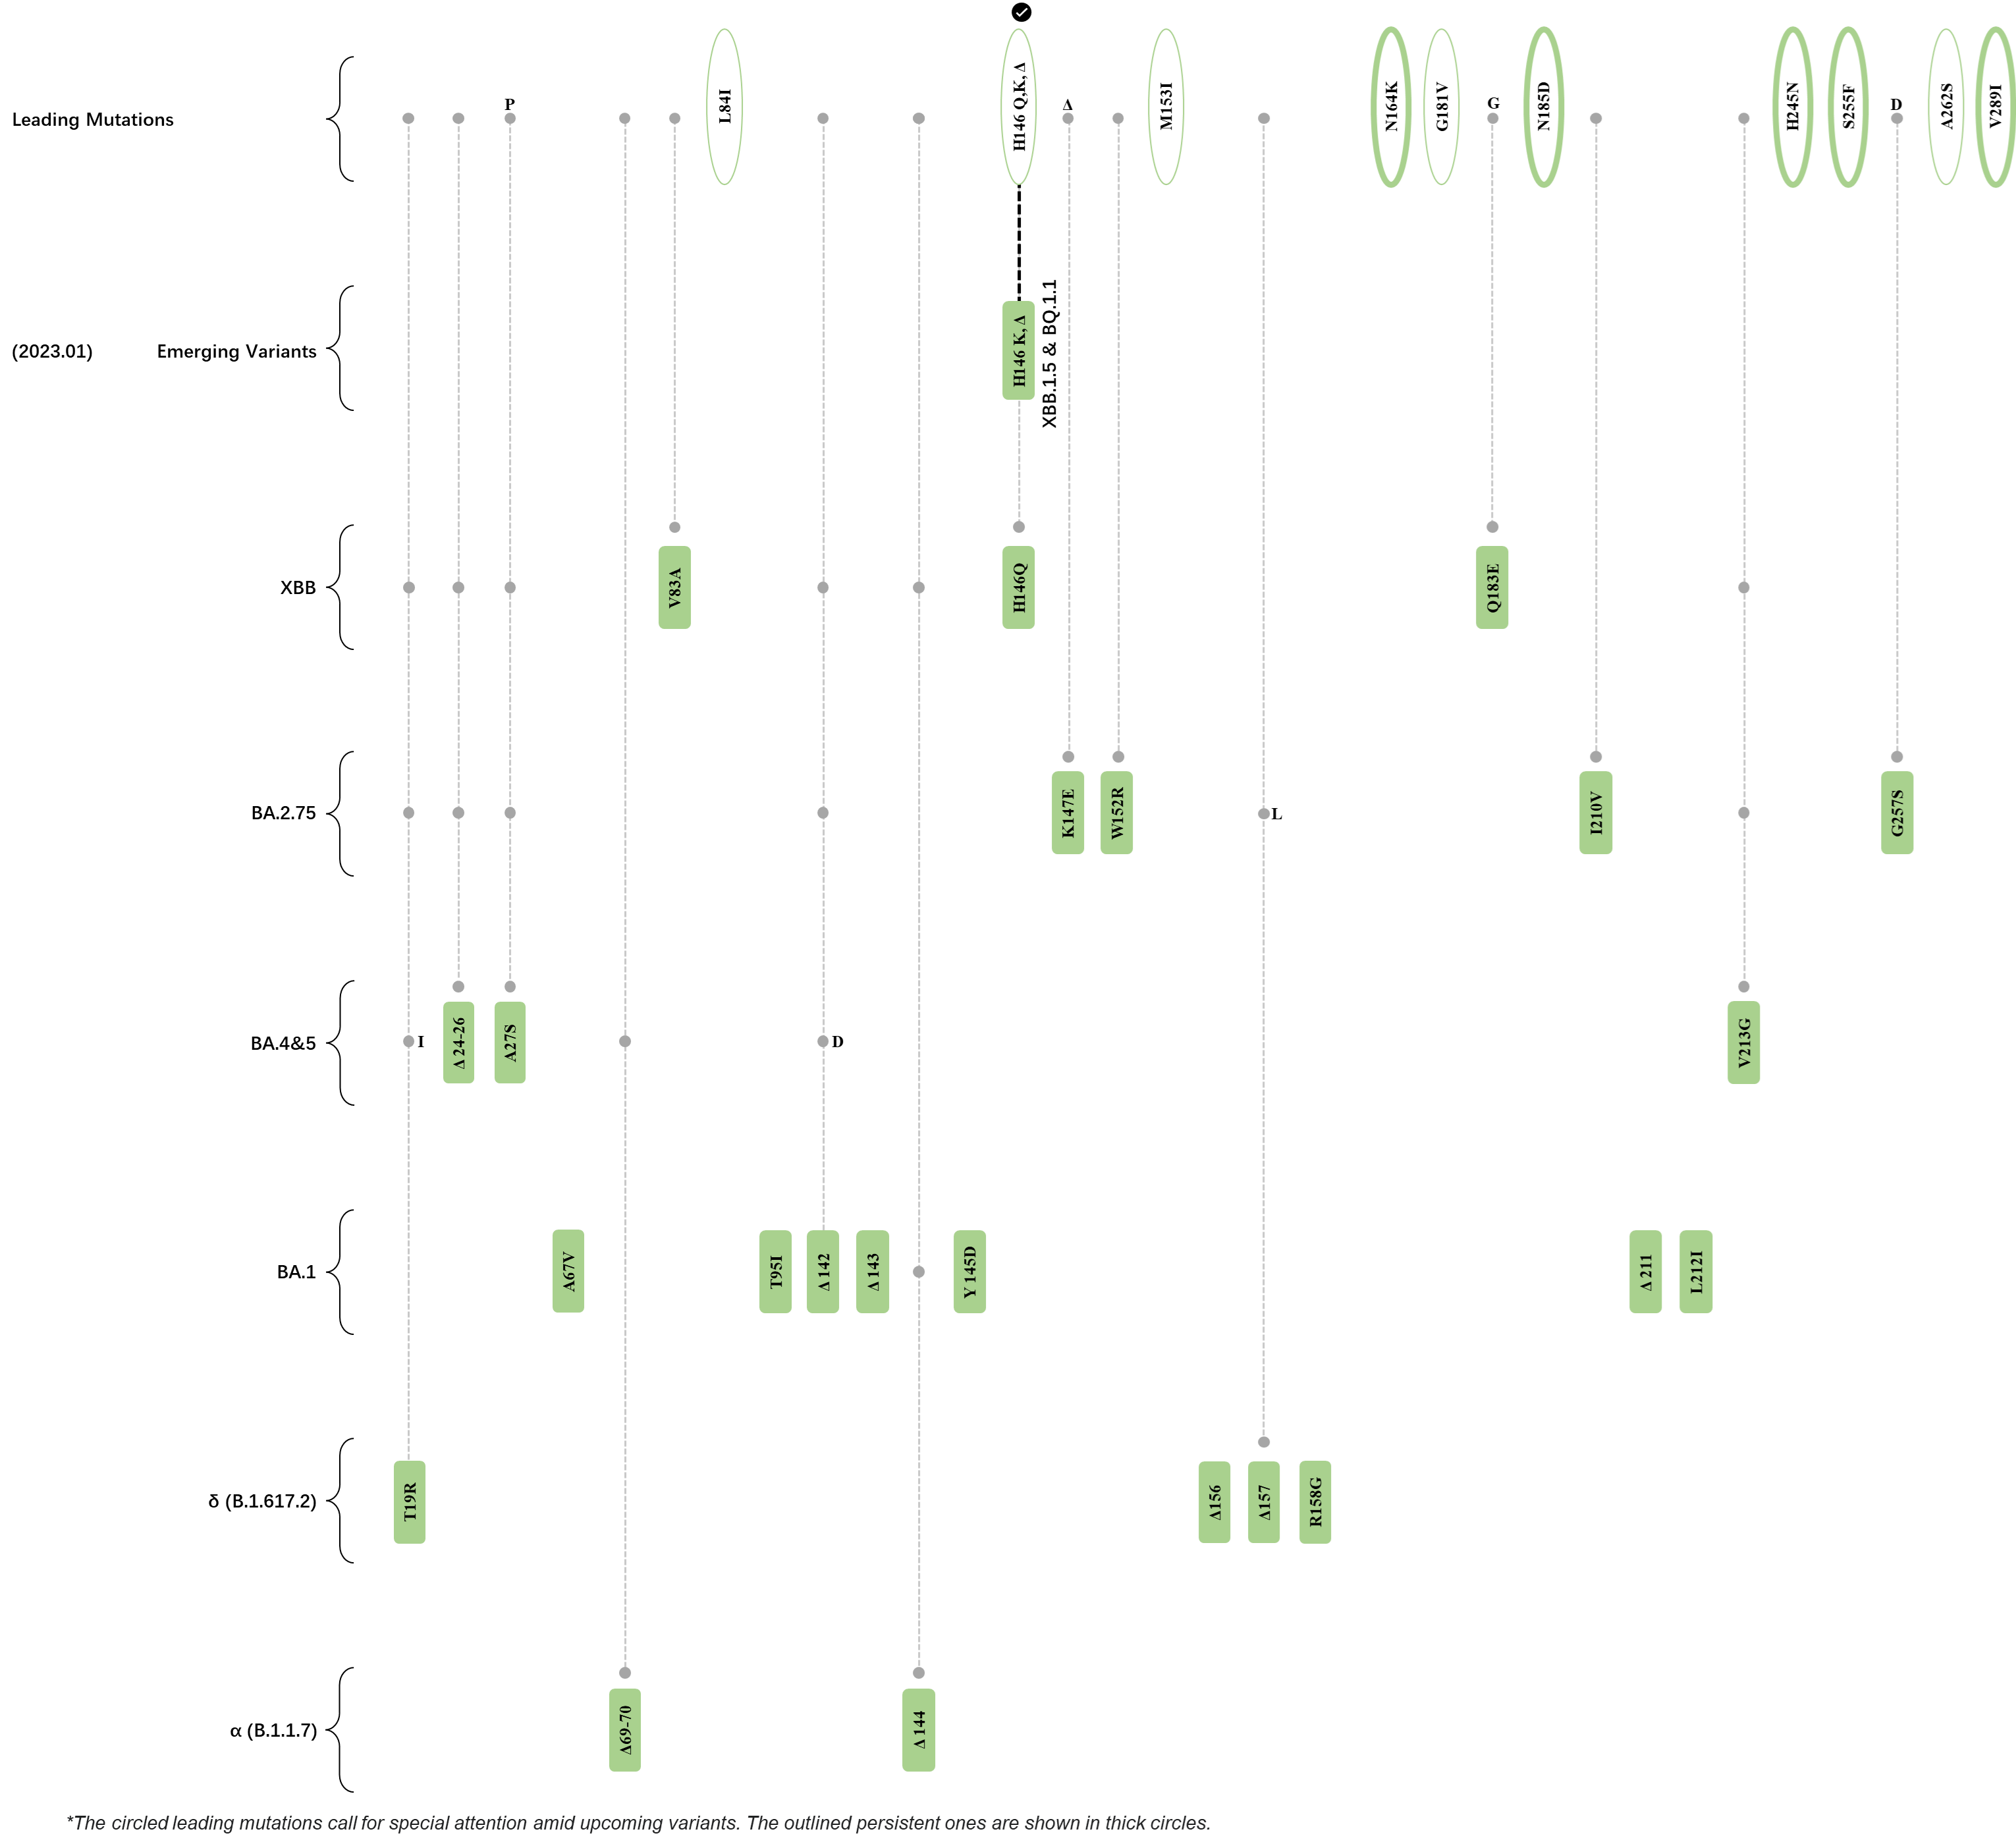 Leading Mutations
P
L84I
H146 Q,K, Δ
Δ
M153I
N164K
G181V
G
N185D
H245N
S255F
D
A262S
V289I
(2023.01) Emerging Variants
H146 K, Δ
XBB.1.5 & BQ.1.1
XBB
V83A
H146Q
Q183E
BA.2.75
K147E
W152R
L
I210V
G257S
BA.4&5
I
Δ 24-26
A27S
D
V213G
BA.1
A67V
T95I
Δ 142
Δ 143
Y 145D
Δ 211
L212I
δ (B.1.617.2)
T19R
Δ156
Δ157
R158G
α (B.1.1.7)
Δ69-70
Δ 144
*The circled leading mutations call for special attention amid upcoming variants. The outlined persistent ones are shown in thick circles.